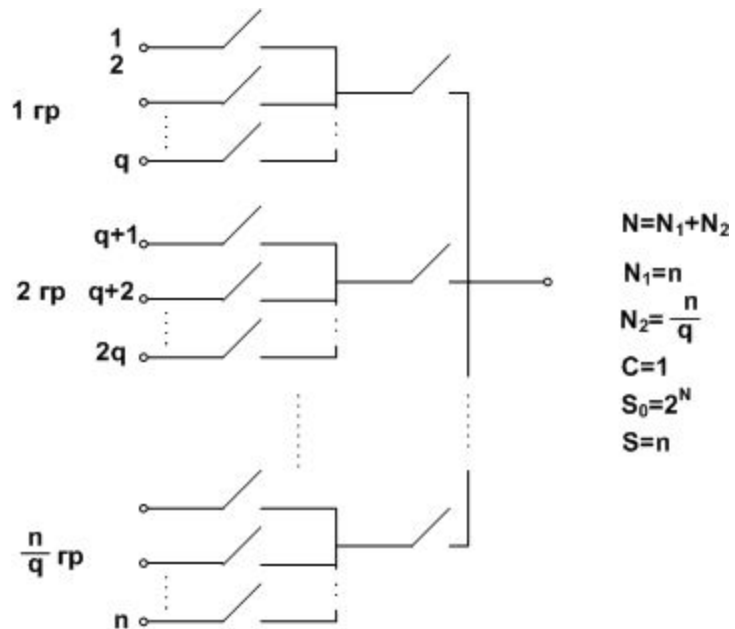 1
2
1 гр
q
q+1
2 гр q+2
2q
n/q гр
n
N=N₁+N₂
N₁=n
N₂=n/q
C=1
S₀=2ᴺ
S=n